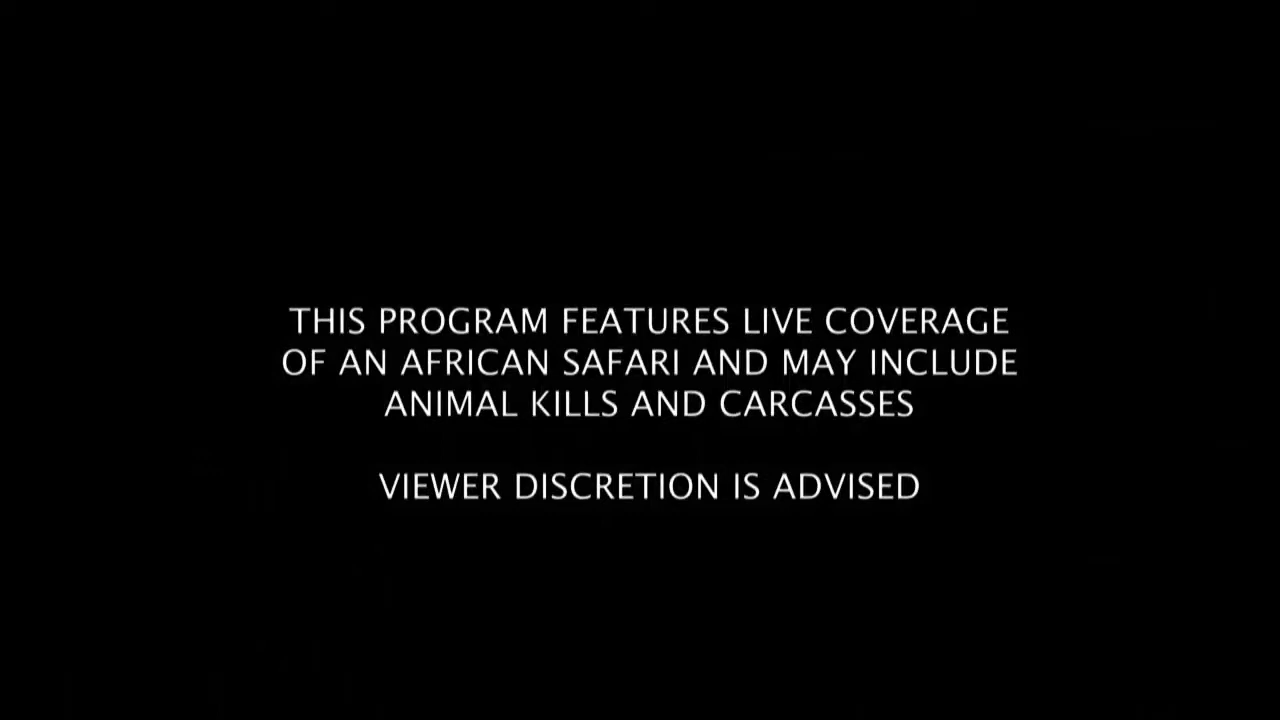 THIS PROGRAM FEATURES LIVE COVERAGE
OF AN AFRICAN SAFARI AND MAY INCLUDE
ANIMAL KILLS AND CARCASSES
VIEWER DISCRETION IS ADVISED